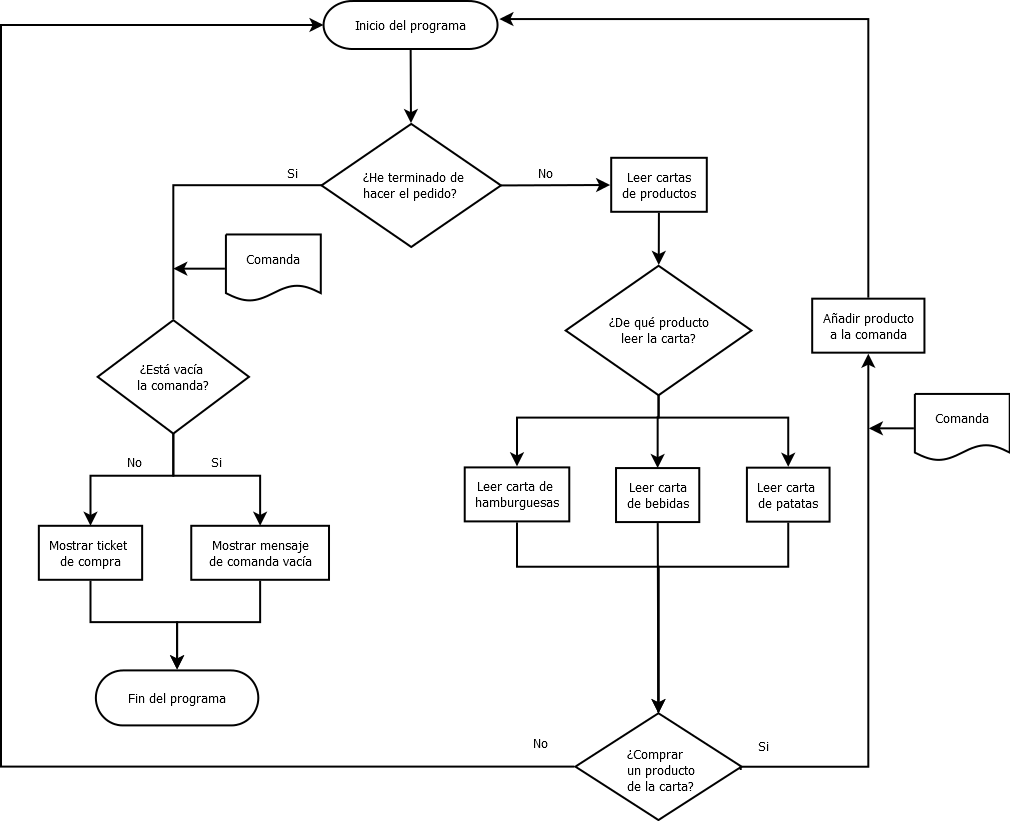 Inicio del programa
¿He terminado de
hacer el pedido?
Si
No
Leer cartas
de productos
Comanda
¿De qué producto
leer la carta?
Añadir producto
a la comanda
¿Está vacía
la comanda?
Comanda
No
Si
Leer carta de
hamburguesas
Leer carta
de bebidas
Leer carta
de patatas
Mostrar ticket
de compra
Mostrar mensaje
de comanda vacía
Fin del programa
No
¿Comprar
un producto
de la carta?
Si